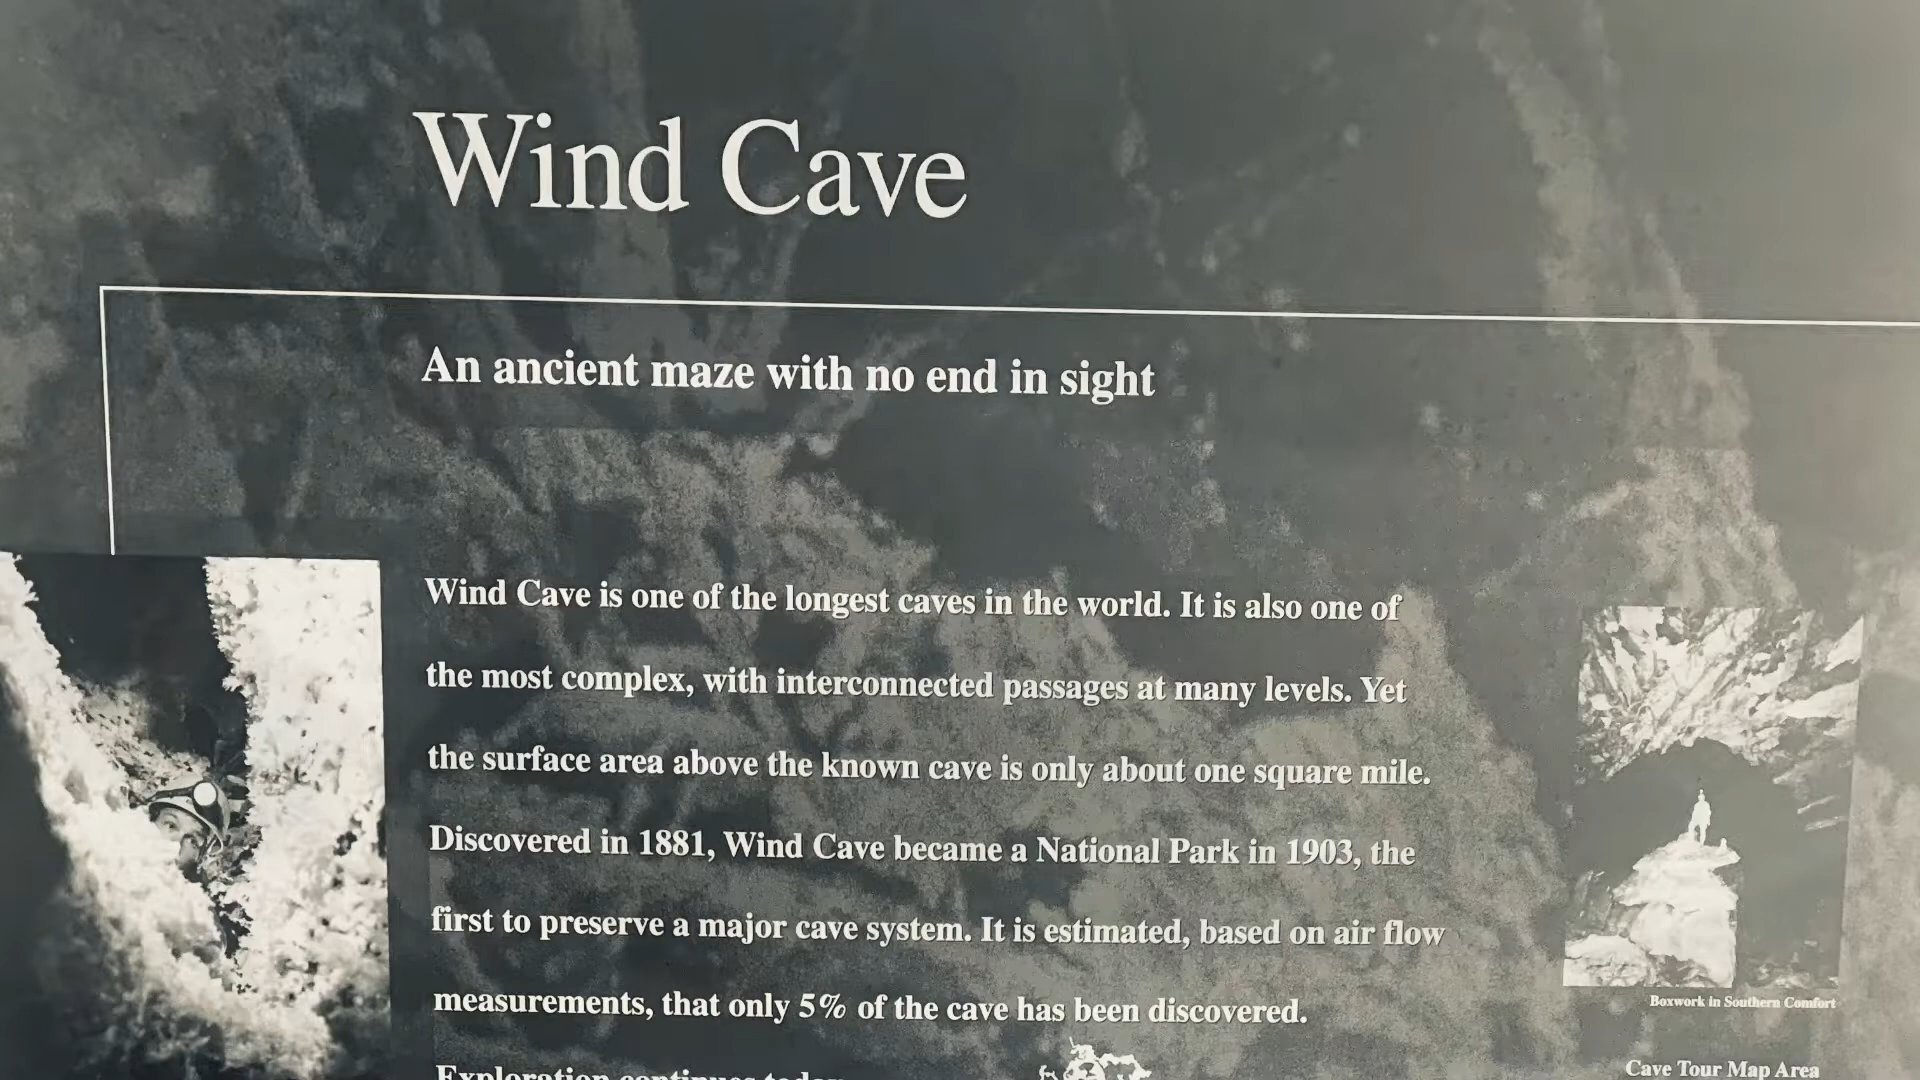 Wind Cave
An ancient maze with no end in sight
Wind Cave is one of the longest caves in the world. It is also one of
the most complex, with interconnected passages at many levels. Yet
the surface area above the known cave is only about one square mile.
Discovered in 1881, Wind Cave became a National Park in 1903, the
first to preserve a major cave system. It is estimated, based on air flow
measurements, that only 5% of the cave has been discovered.
Exploration continues today
Boxwork in Southern Comfort
Cave Tour Map Area